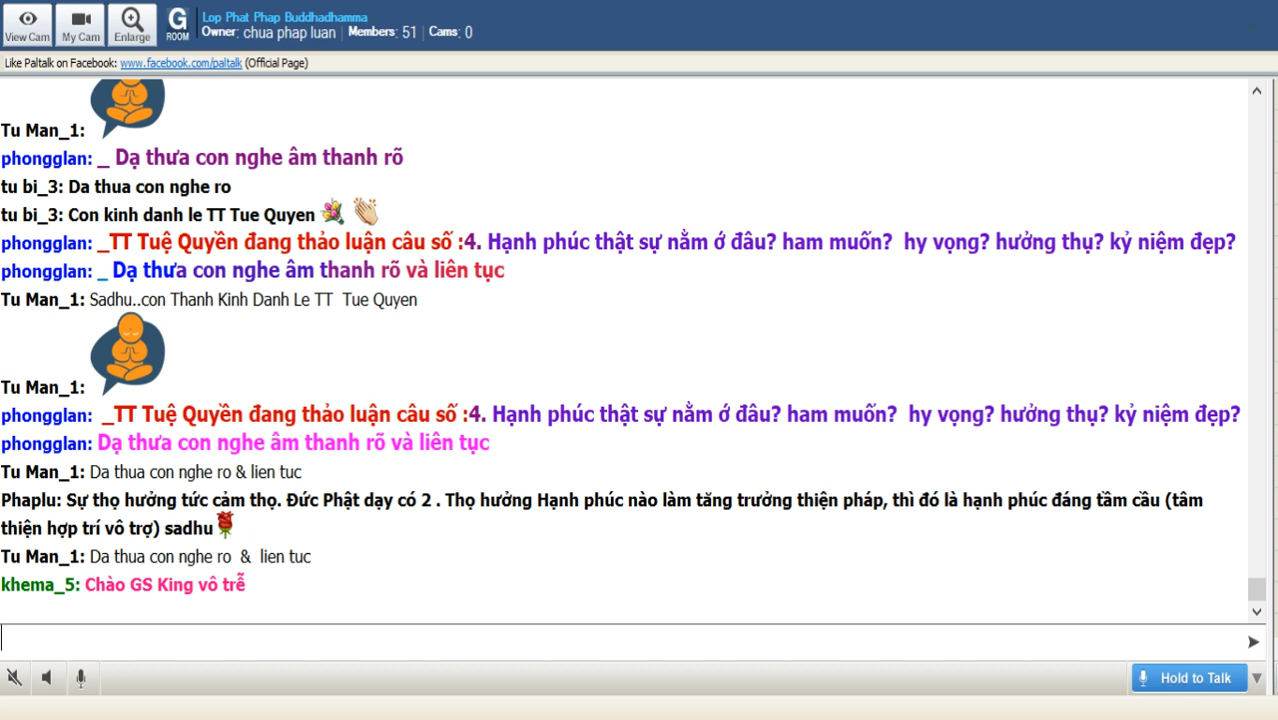 View Cam
My Cam
Enlarge
G
ROOM
Lop Phat Phap Buddhadhamma
Owner: chua phap luan | Members: 51 | Cams: 0
Like Paltalk on Facebook: www.facebook.com/paltalk (Official Page)
Tu Man_1:
phongglan: _ Dạ thưa con nghe âm thanh rõ
tu bi_3: Da thua con nghe ro
tu bi_3: Con kinh danh le TT Tue Quyen
phongglan: _TT Tuệ Quyền đang thảo luận câu số :4. Hạnh phúc thật sự nằm ớ đâu? ham muốn? hy vọng? hưởng thụ? kỷ niệm đẹp?
phongglan: _ Dạ thưa con nghe âm thanh rõ và liên tục
Tu Man_1: Sadhu..con Thanh Kinh Danh Le TT Tue Quyen
Tu Man_1:
phongglan: _TT Tuệ Quyền đang thảo luận câu số :4. Hạnh phúc thật sự nằm ớ đâu? ham muốn? hy vọng? hưởng thụ? kỷ niệm đẹp?
phongglan: Dạ thưa con nghe âm thanh rõ và liên tục
Tu Man_1: Da thua con nghe ro & lien tuc
Phaplu: Sự thọ hưởng tức cảm thọ. Đức Phật dạy có 2 . Thọ hưởng Hạnh phúc nào làm tăng trưởng thiện pháp, thì đó là hạnh phúc đáng tầm cầu (tâm
thiện hợp trí vô trợ) sadhu
Tu Man_1: Da thua con nghe ro & lien tuc
khema_5: Chào GS King vô trễ
Hold to Talk